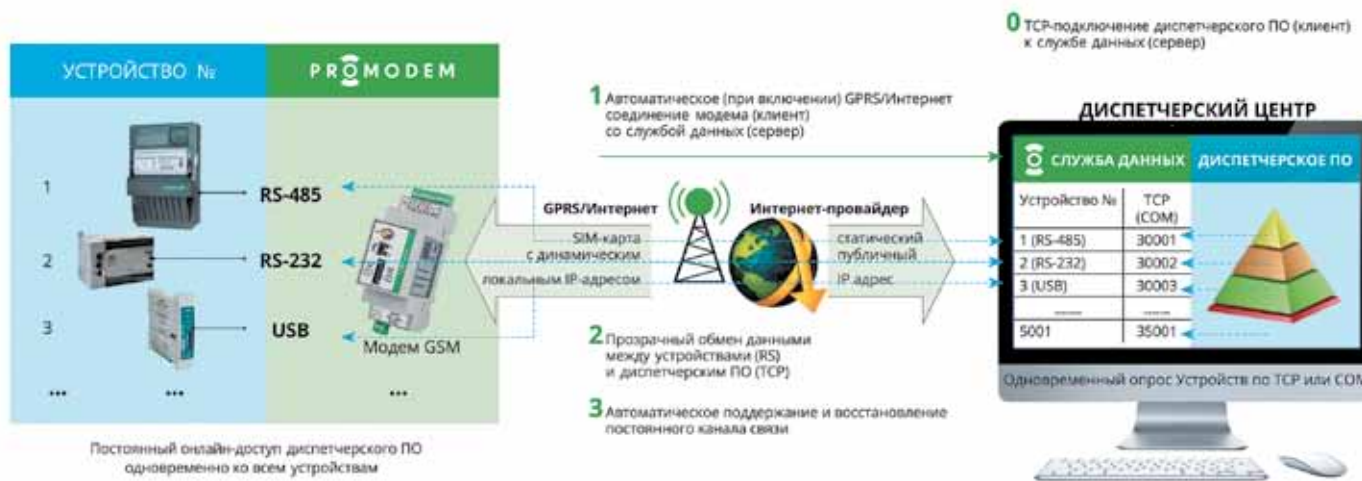 0 TCP-подключение диспетчерского ПО (клиент)
к службе данных (сервер)
УСТРОЙСТВО №
PROMODEM
1 Автоматическое (при включении) GPRS/Интернет
соединение модема (клиент)
со службой данных (сервер)
ДИСПЕТЧЕРСКИЙ ЦЕНТР
СЛУЖБА ДАННЫХ
ДИСПЕТЧЕРСКОЕ ПО
1
RS-485
2
RS-232
3
USB
Модем GSM
...
...
...
GPRS/Интернет
SIM-карта
с динамическим
локальным IP-адресом
Интернет-провайдер
статический
публичный
IP адрес
Устройство №
TCP
(COM)
1 (RS-485)
30001
2 (RS-232)
30002
3 (USB)
30003
......
......
5001
35001
2 Прозрачный обмен данными
между устройствами (RS)
и диспетчерским ПО (TCP)
3 Автоматическое поддержание и восстановление
постоянного канала связи
Одновременный опрос Устройств по TCP или COM
Постоянный онлайн-доступ диспетчерского ПО
одновременно ко всем устройствам